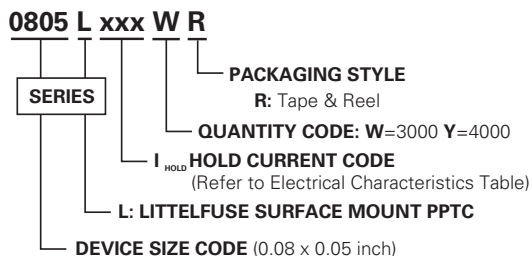 0805 L xxx W R
PACKAGING STYLE
R: Tape & Reel
SERIES
QUANTITY CODE: W=3000 Y=4000
I HOLD HOLD CURRENT CODE
(Refer to Electrical Characteristics Table)
L: LITTELFUSE SURFACE MOUNT PPTC
DEVICE SIZE CODE (0.08 x 0.05 inch)